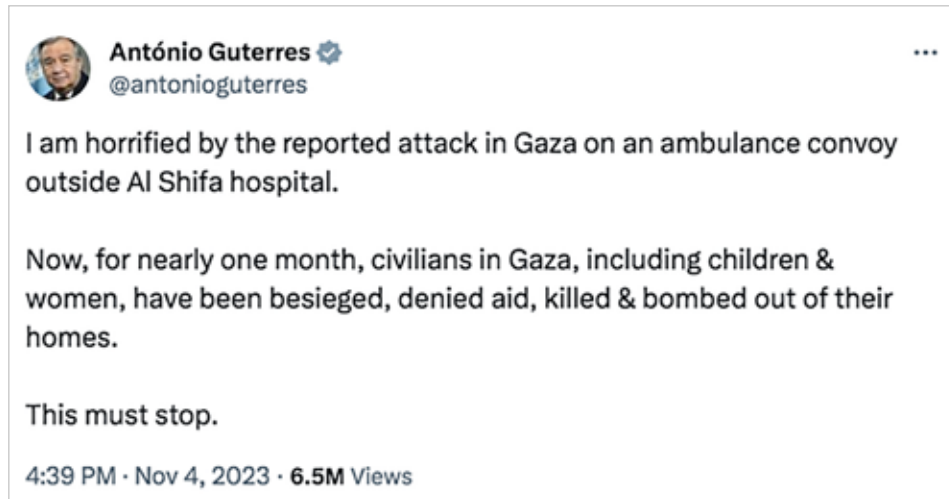 António Guterres
@antonioguterres
I am horrified by the reported attack in Gaza on an ambulance convoy
outside Al Shifa hospital.
Now, for nearly one month, civilians in Gaza, including children &
women, have been besieged, denied aid, killed & bombed out of their
homes.
This must stop.
4:39 PM · Nov 4, 2023 · 6.5M Views